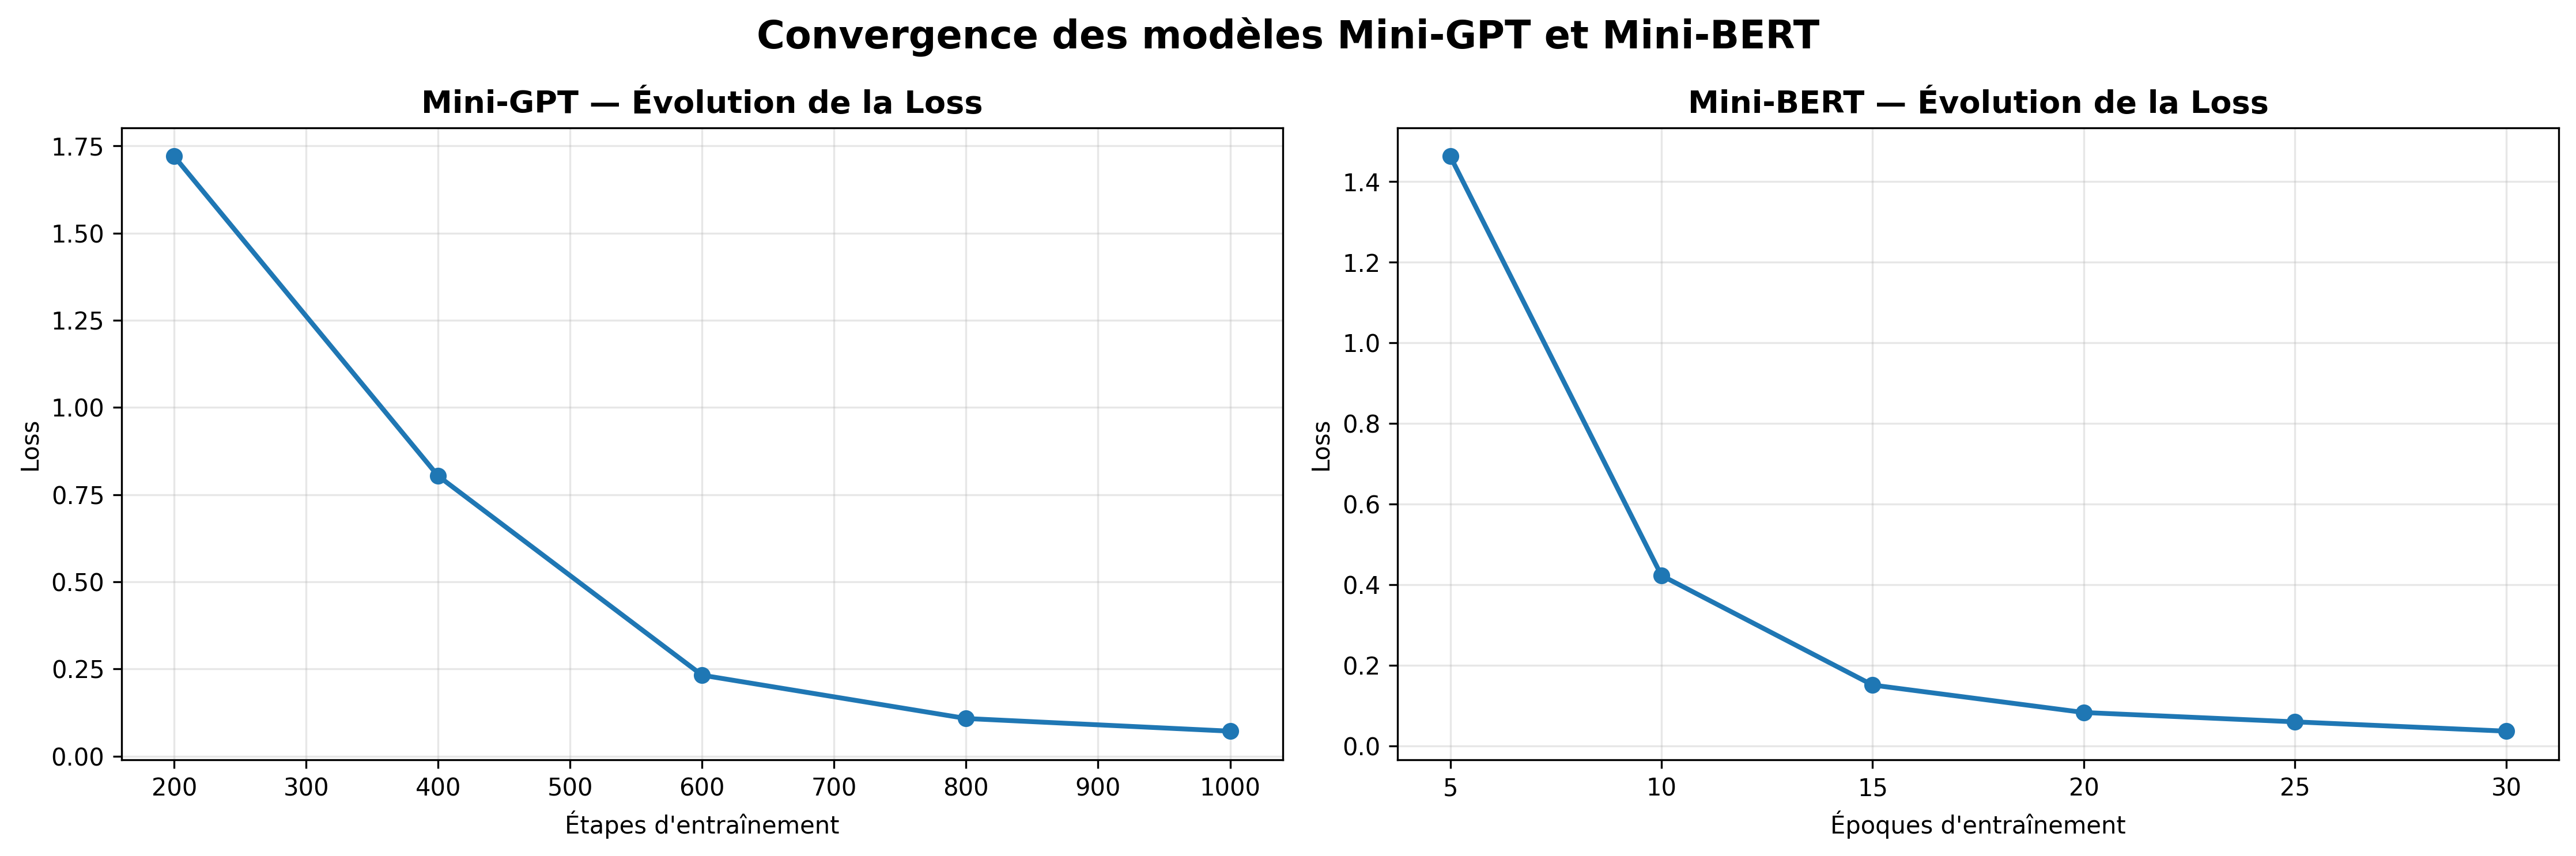 Convergence des modèles Mini-GPT et Mini-BERT
Mini-GPT — Évolution de la Loss
1.75
1.50
1.25
1.00
0.75
0.50
0.25
0.00
Loss
200 300 400 500 600 700 800 900 1000
Étapes d'entraînement
Mini-BERT — Évolution de la Loss
1.4
1.2
1.0
0.8
0.6
0.4
0.2
0.0
Loss
5 10 15 20 25 30
Époques d'entraînement